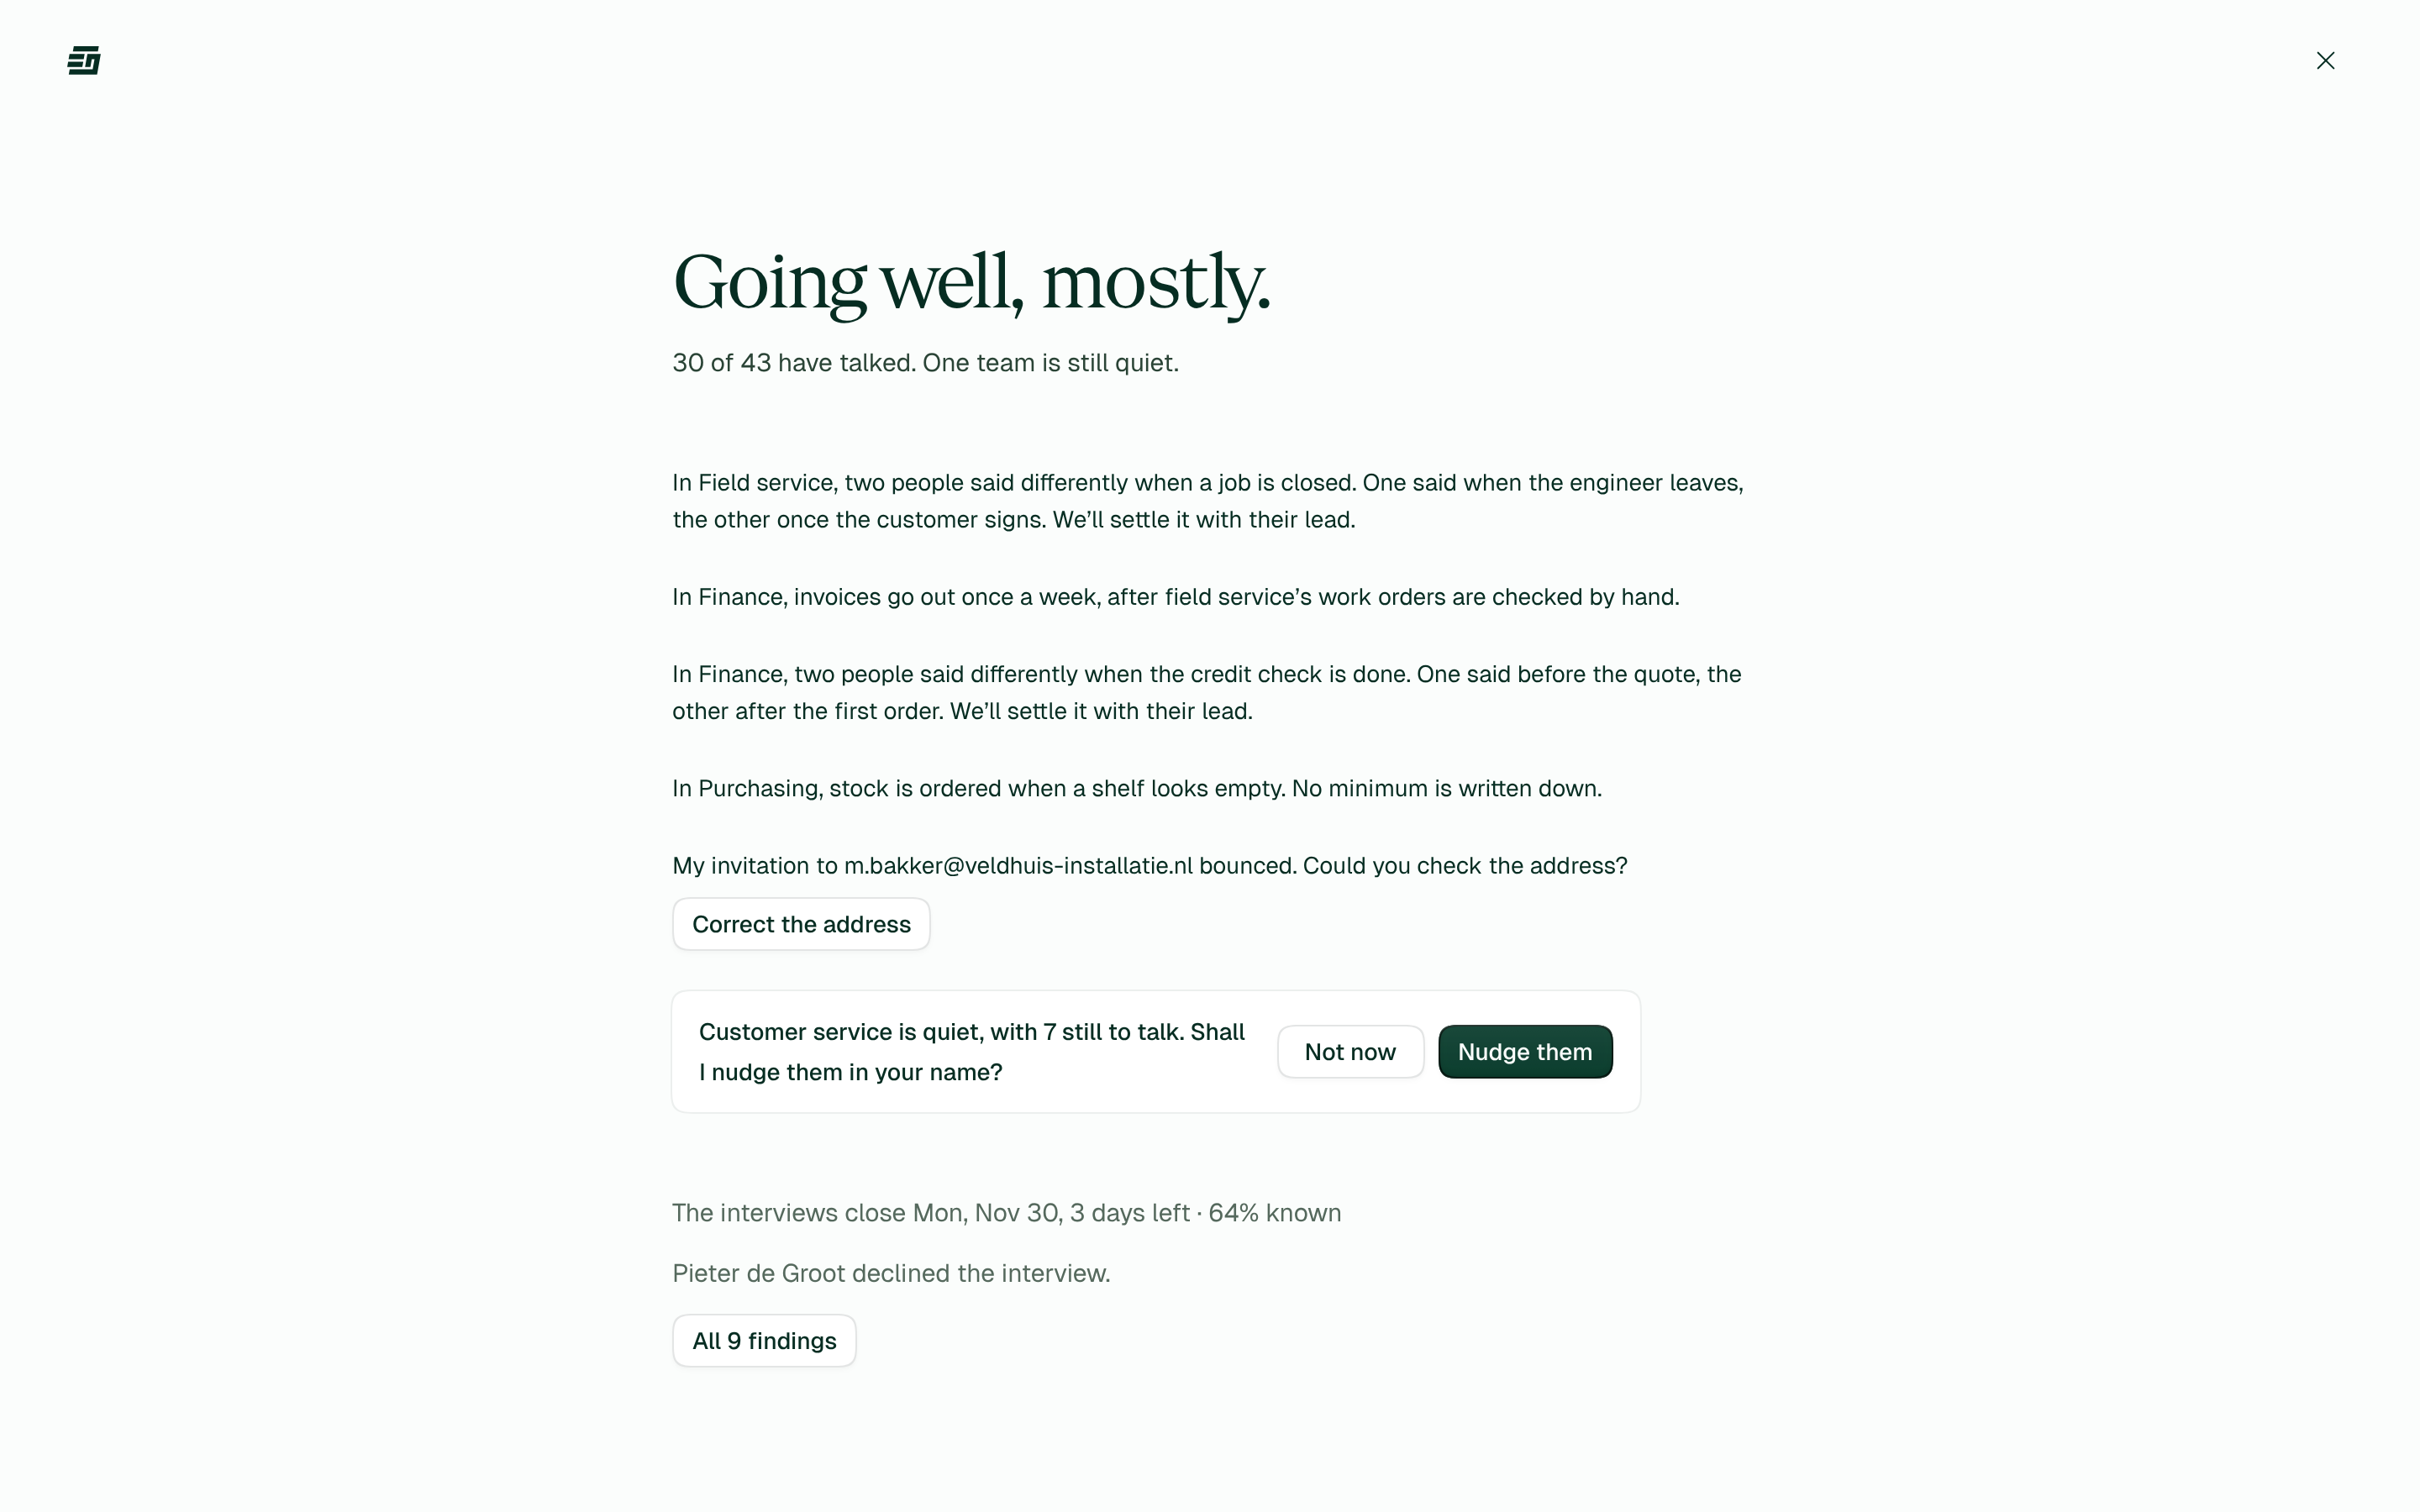 Going well, mostly.
30 of 43 have talked. One team is still quiet.
In Field service, two people said differently when a job is closed. One said when the engineer leaves,
the other once the customer signs. We’ll settle it with their lead.
In Finance, invoices go out once a week, after field service’s work orders are checked by hand.
In Finance, two people said differently when the credit check is done. One said before the quote, the
other after the first order. We’ll settle it with their lead.
In Purchasing, stock is ordered when a shelf looks empty. No minimum is written down.
My invitation to m.bakker@veldhuis-installatie.nl bounced. Could you check the address?
Correct the address
Customer service is quiet, with 7 still to talk. Shall
I nudge them in your name?
Not now
Nudge them
The interviews close Mon, Nov 30, 3 days left · 64% known
Pieter de Groot declined the interview.
All 9 findings